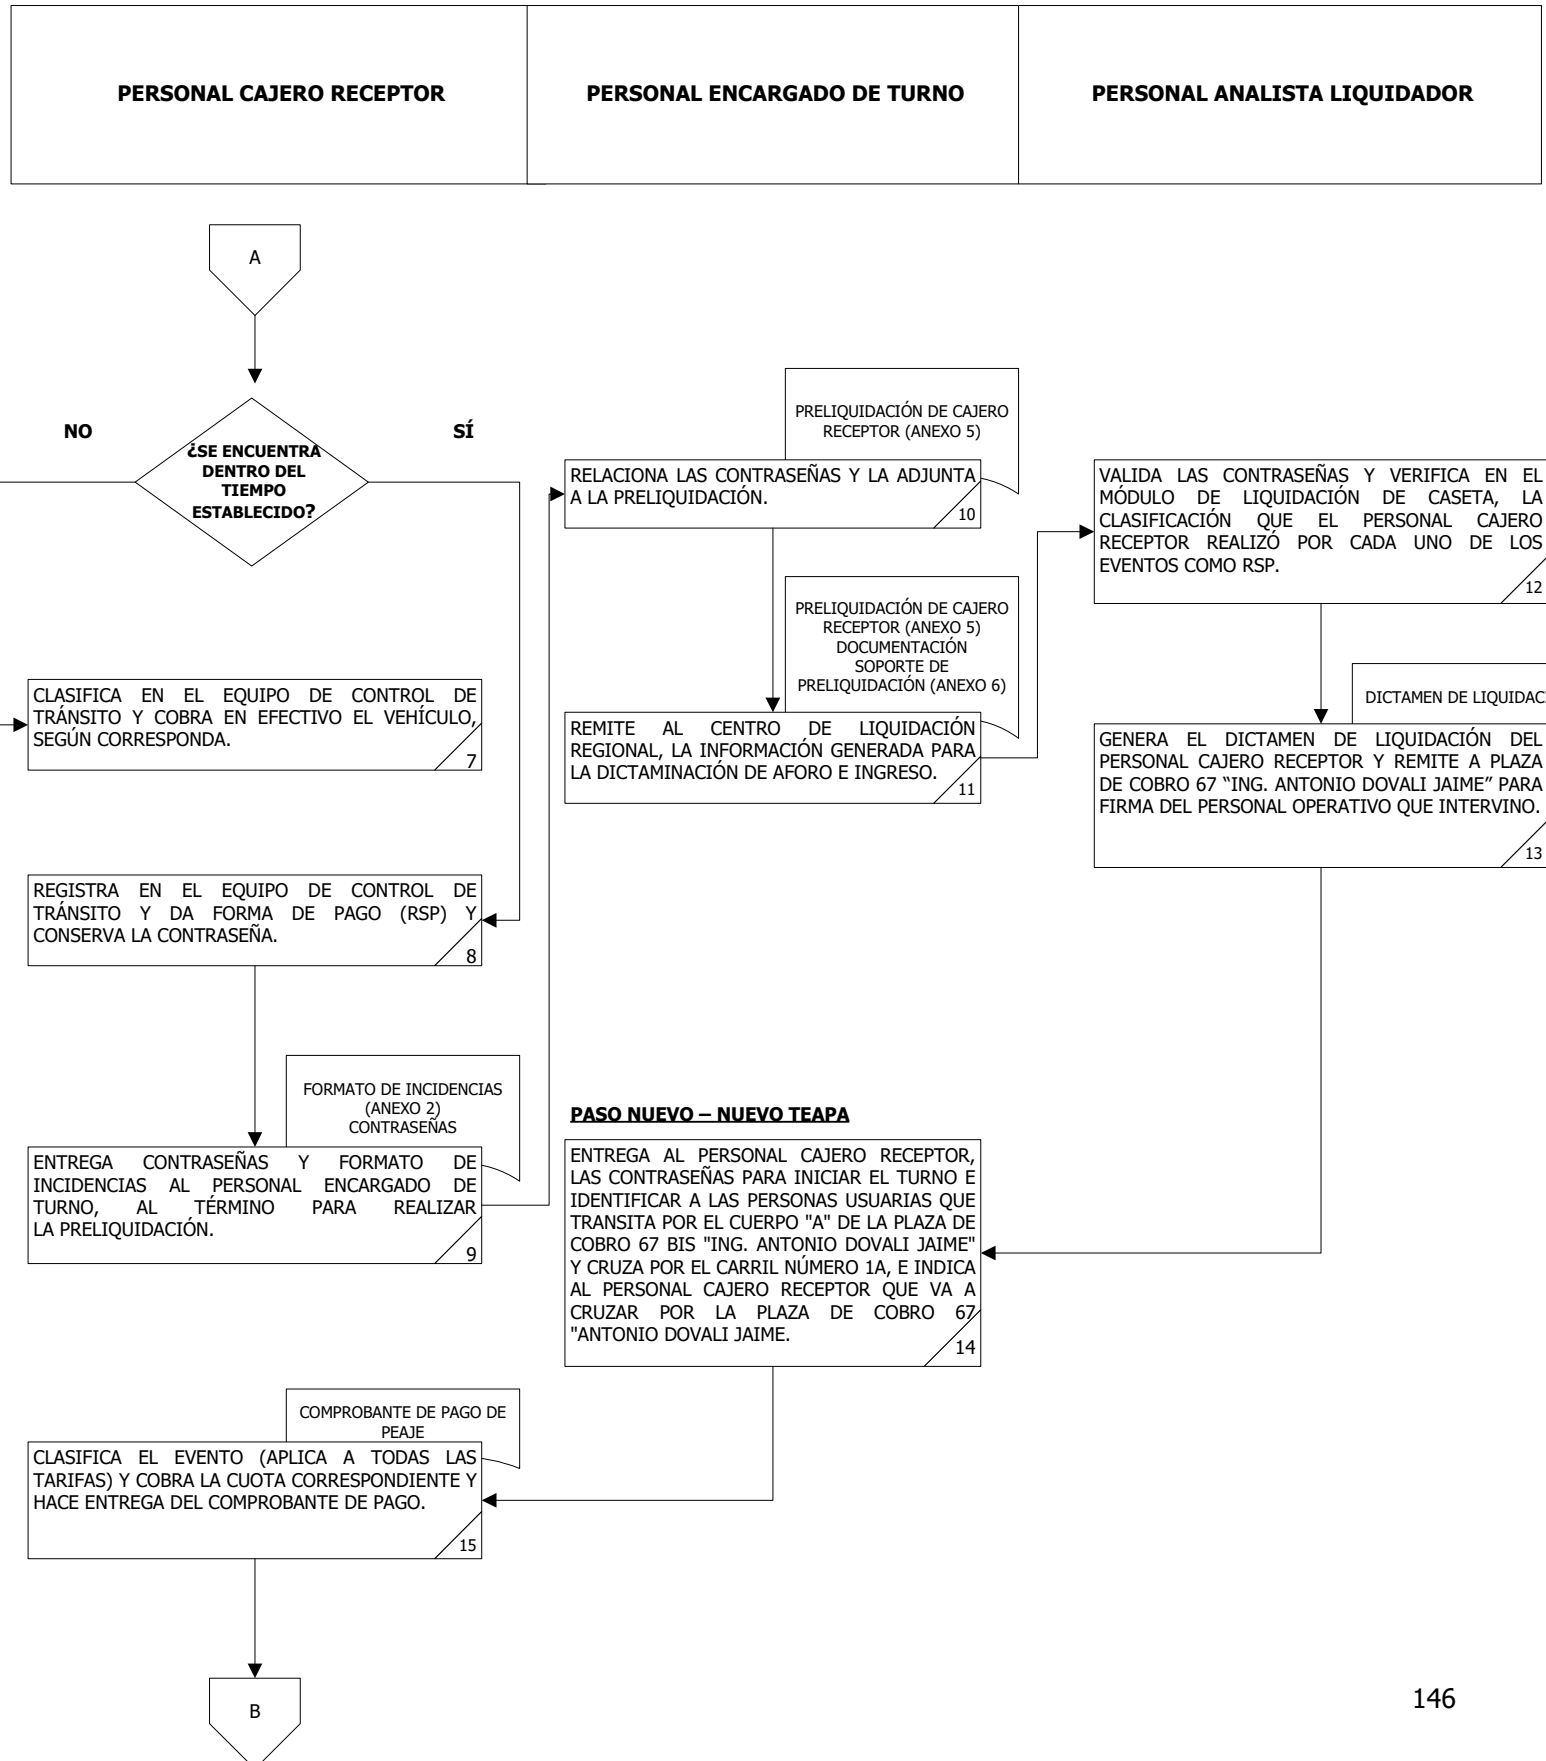 PERSONAL CAJERO RECEPTOR
PERSONAL ENCARGADO DE TURNO
PERSONAL ANALISTA LIQUIDADOR
A
NO
SÍ
¿SE ENCUENTRA
DENTRO DEL
TIEMPO
ESTABLECIDO?
CLASIFICA EN EL EQUIPO DE CONTROL DE
TRÁNSITO Y COBRA EN EFECTIVO EL VEHÍCULO,
SEGÚN CORRESPONDA.
7
REGISTRA EN EL EQUIPO DE CONTROL DE
TRÁNSITO Y DA FORMA DE PAGO (RSP) Y
CONSERVA LA CONTRASEÑA.
8
FORMATO DE INCIDENCIAS
(ANEXO 2)
CONTRASEÑAS
ENTREGA CONTRASEÑAS Y FORMATO DE
INCIDENCIAS AL PERSONAL ENCARGADO DE
TURNO, AL TÉRMINO PARA REALIZAR
LA PRELIQUIDACIÓN.
9
PRELIQUIDACIÓN DE CAJERO
RECEPTOR (ANEXO 5)
RELACIONA LAS CONTRASEÑAS Y LA ADJUNTA
A LA PRELIQUIDACIÓN.
10
PRELIQUIDACIÓN DE CAJERO
RECEPTOR (ANEXO 5)
DOCUMENTACIÓN
SOPORTE DE
PRELIQUIDACIÓN (ANEXO 6)
REMITE AL CENTRO DE LIQUIDACIÓN
REGIONAL, LA INFORMACIÓN GENERADA PARA
LA DICTAMINACIÓN DE AFORO E INGRESO.
11
VALIDA LAS CONTRASEÑAS Y VERIFICA EN EL
MÓDULO DE LIQUIDACIÓN DE CASETA, LA
CLASIFICACIÓN QUE EL PERSONAL CAJERO
RECEPTOR REALIZÓ POR CADA UNO DE LOS
EVENTOS COMO RSP.
12
DICTAMEN DE LIQUIDACI
GENERA EL DICTAMEN DE LIQUIDACIÓN DEL
PERSONAL CAJERO RECEPTOR Y REMITE A PLAZA
DE COBRO 67 “ING. ANTONIO DOVALI JAIME” PARA
FIRMA DEL PERSONAL OPERATIVO QUE INTERVINO.
13
PASO NUEVO – NUEVO TEAPA
ENTREGA AL PERSONAL CAJERO RECEPTOR,
LAS CONTRASEÑAS PARA INICIAR EL TURNO E
IDENTIFICAR A LAS PERSONAS USUARIAS QUE
TRANSITA POR EL CUERPO "A" DE LA PLAZA DE
COBRO 67 BIS "ING. ANTONIO DOVALI JAIME"
Y CRUZA POR EL CARRIL NÚMERO 1A, E INDICA
AL PERSONAL CAJERO RECEPTOR QUE VA A
CRUZAR POR LA PLAZA DE COBRO 67
"ANTONIO DOVALI JAIME.
14
COMPROBANTE DE PAGO DE
PEAJE
CLASIFICA EL EVENTO (APLICA A TODAS LAS
TARIFAS) Y COBRA LA CUOTA CORRESPONDIENTE Y
HACE ENTREGA DEL COMPROBANTE DE PAGO.
15
B
146